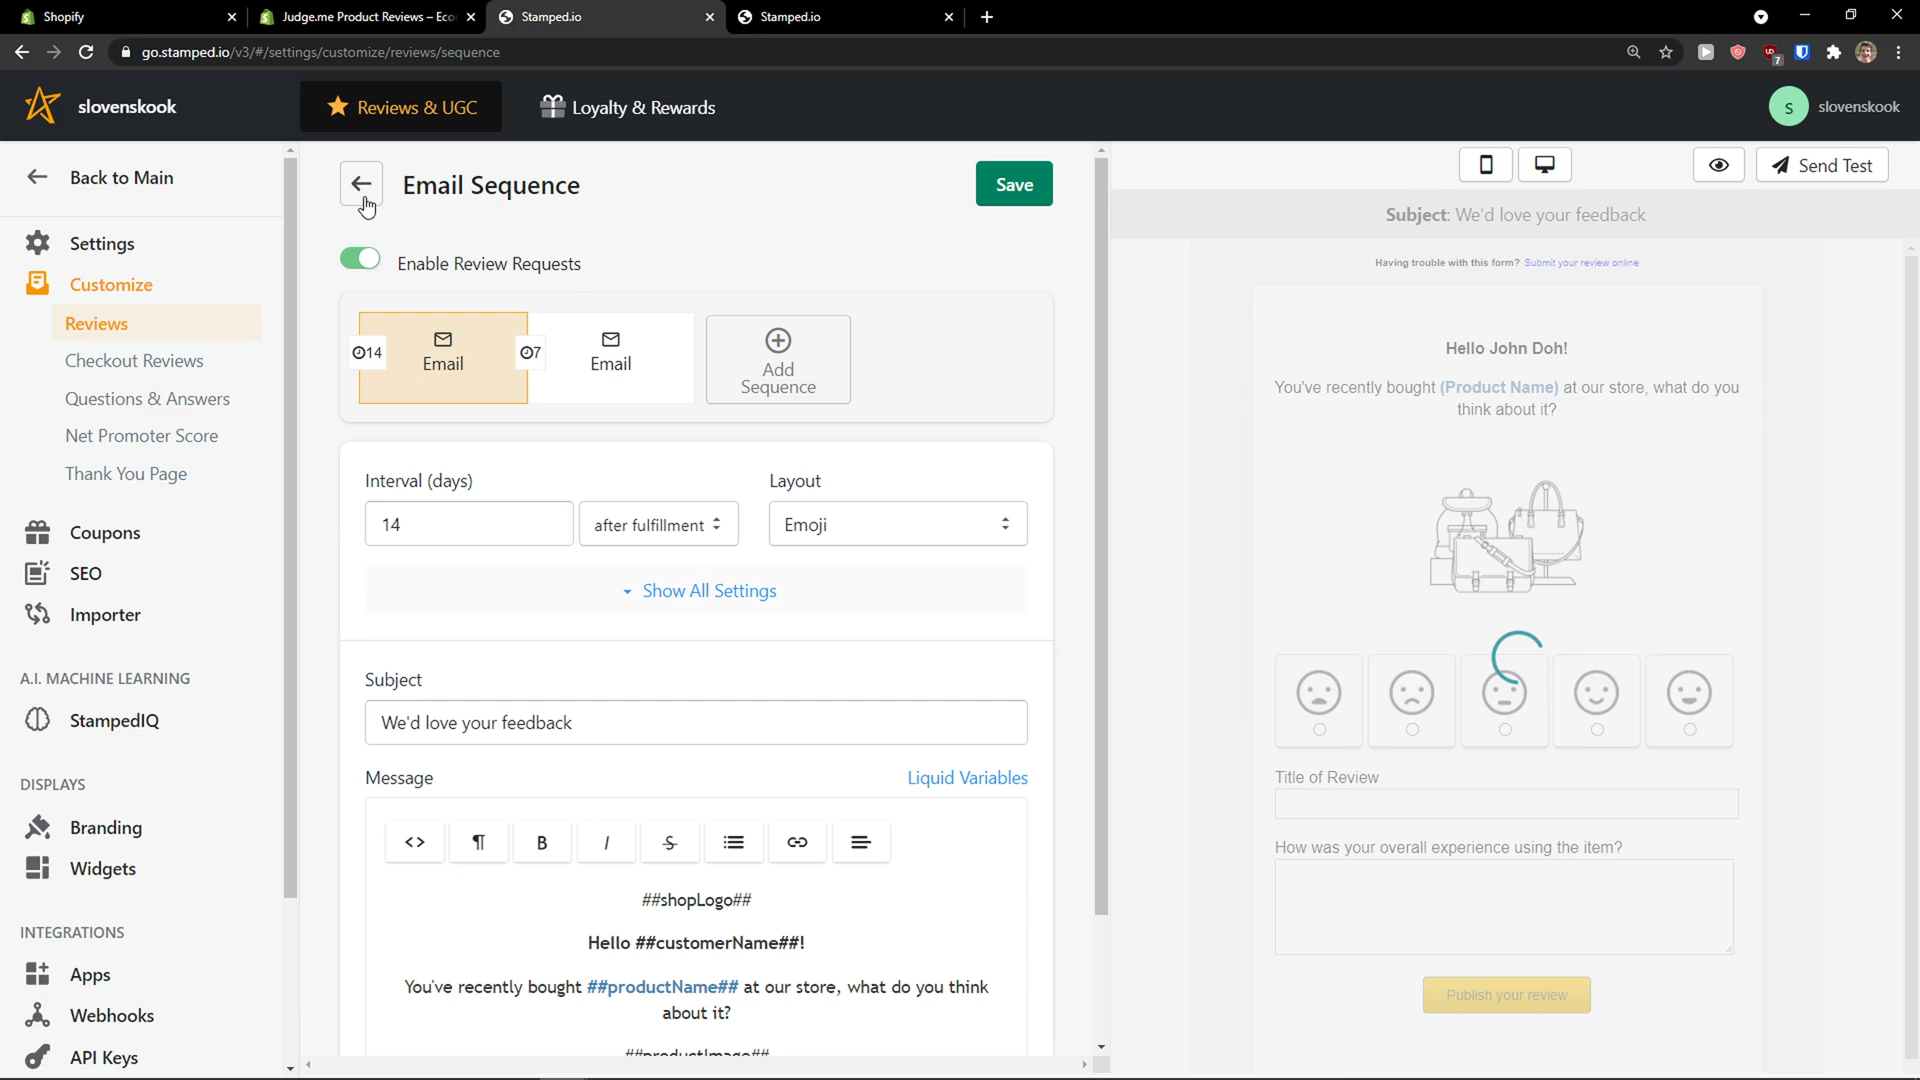 Shopify
Judge.me Product Reviews – Eco
Stamped.io
Stamped.io
go.stamped.io/v3/#/settings/customize/reviews/sequence
7
slovenskook
Reviews & UGC
Loyalty & Rewards
S
slovenskook
Back to Main
Settings
Customize
Reviews
Checkout Reviews
Questions & Answers
Net Promoter Score
Thank You Page
Coupons
SEO
Importer
A.I. MACHINE LEARNING
StampedIQ
DISPLAYS
Branding
Widgets
INTEGRATIONS
Apps
Webhooks
API Keys
Email Sequence
Save
Enable Review Requests
14
Email
7
Email
Add
Sequence
Interval (days)
Layout
14
after fulfillment
Emoji
Show All Settings
Subject
We'd love your feedback
Message
Liquid Variables
<> ¶ B I S
##shopLogo##
Hello ##customerName##!
You've recently bought ##productName## at our store, what do you think
about it?
##productImage##
Send Test
Subject: We'd love your feedback
Having trouble with this form? Submit your review online
Hello John Doh!
You've recently bought (Product Name) at our store, what do you
think about it?
Title of Review
How was your overall experience using the item?
Publish your review